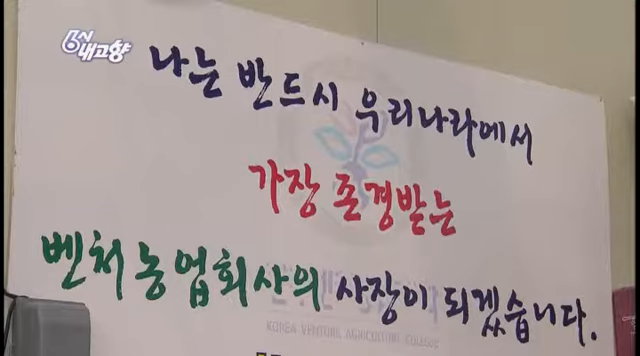 6시
내고향
나는 반드시 우리나라에서
가장 존경받는
벤처농업회사의 사장이 되겠습니다.
KOREA VENTURE AGRICULTURE COLLEGE